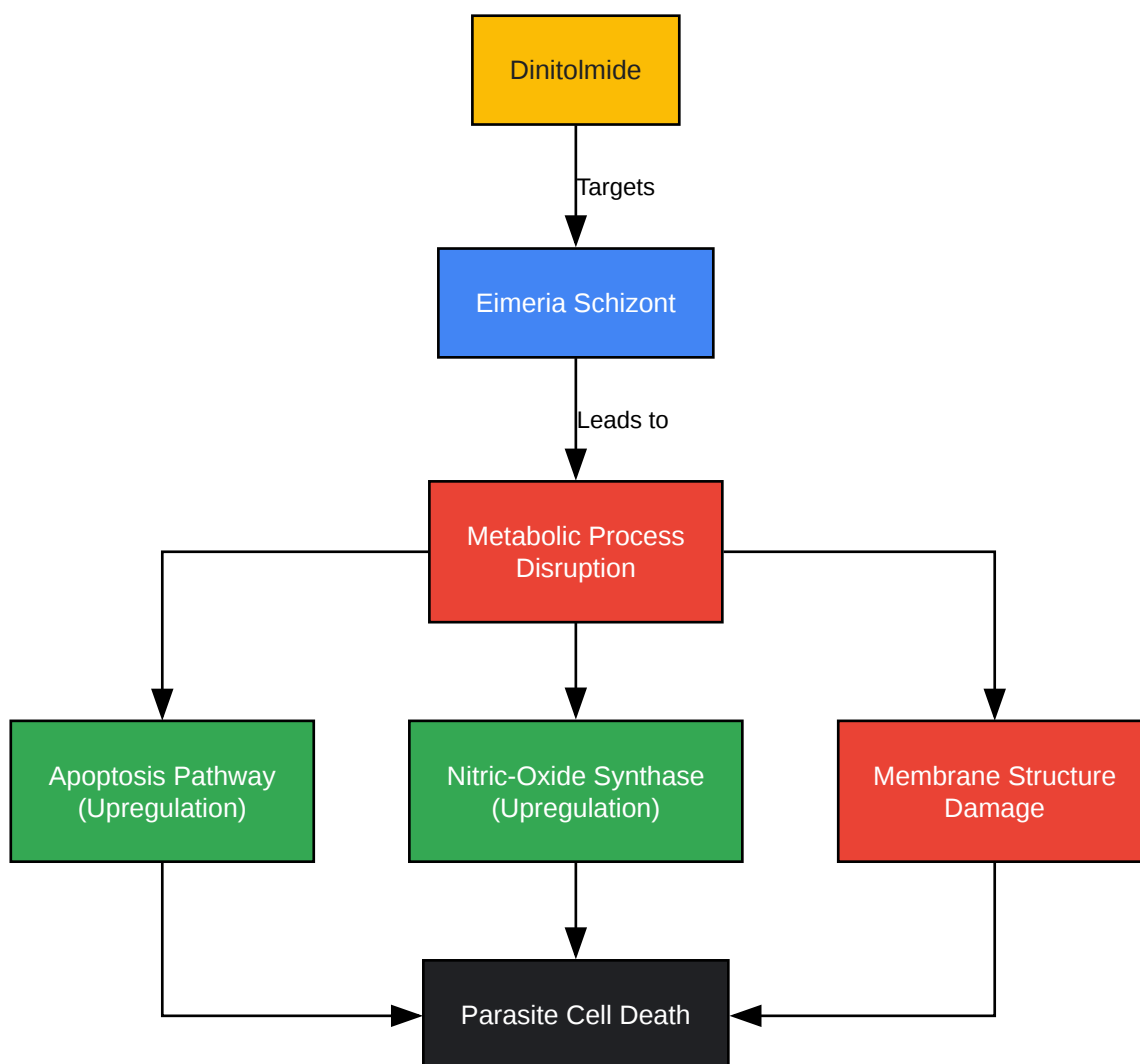 Dinitolmide
Targets
Eimeria Schizont
Leads to
Metabolic Process
Disruption
Apoptosis Pathway
(Upregulation)
Nitric-Oxide Synthase
(Upregulation)
Membrane Structure
Damage
Parasite Cell Death